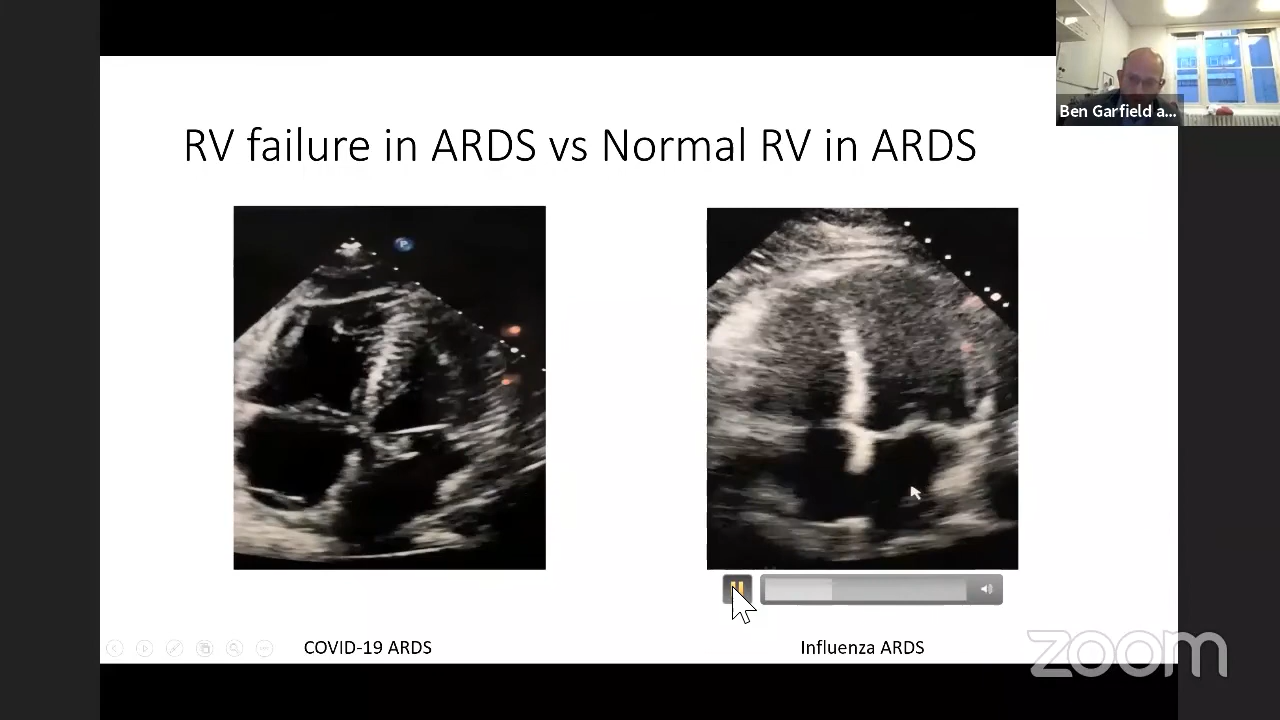 Ben Garfield a...
RV failure in ARDS vs Normal RV in ARDS
P
COVID-19 ARDS
Influenza ARDS
zoom